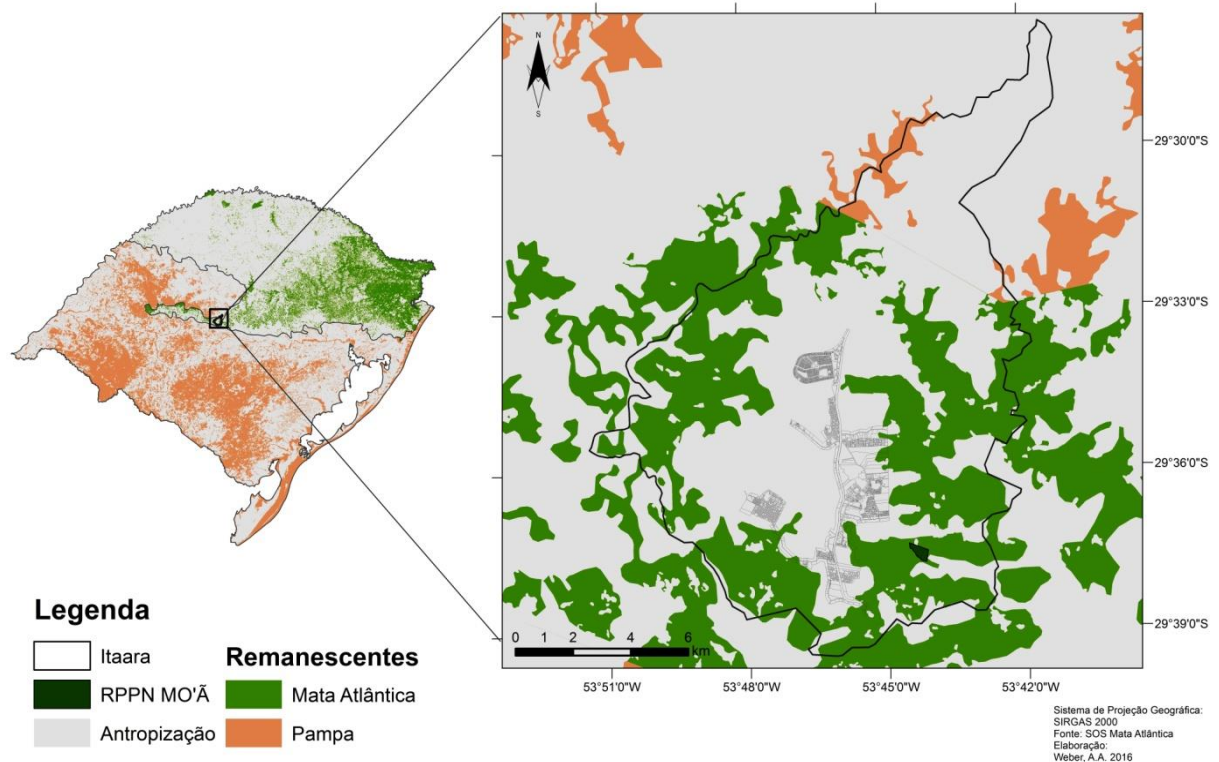 N
S
29°30'0"S
29°33'0"S
29°36'0"S
29°39'0"S
0 1 2 4 6
km
53°51'0"W 53°48'0"W 53°45'0"W 53°42'0"W
Legenda
Itaara
RPPN MO'Ã
Antropização
Remanescentes
Mata Atlântica
Pampa
Sistema de Projeção Geográfica:
SIRGAS 2000
Fonte: SOS Mata Atlântica
Elaboração:
Weber, A.A. 2016